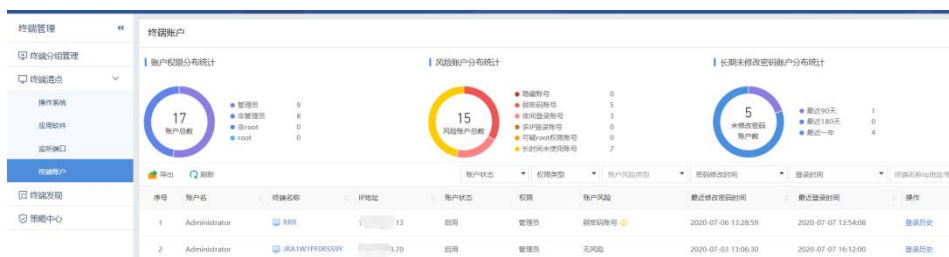 终端管理 «
终端分组管理
终端清点
操作系统
应用软件
监听端口
终端账户
终端发现
策略中心
终端账户
账户权限分布统计
17
账户总数
管理员 9
非管理员 8
非root 0
root 0
风险账户分布统计
15
风险账户总数
隐藏账号 0
弱密码账号 5
夜间登录账号 3
多IP登录账号 0
可疑root权限账号 0
长时间未使用账号 7
长期未修改密码账户分布统计
5
未修改密码
账户数
最近90天 1
最近180天 0
最近一年 4
导出 刷新 账户状态 权限类型 账户风险类型 密码修改时间 登录时间 终端名称/ip地址/
序号 账户名 终端名称 IP地址 账户状态 权限 账户风险 最近修改密码时间 最近登录时间 操作
1 Administrator RRR 13 启用 管理员 弱密码账号 2020-07-06 13:28:59 2020-07-07 13:54:08 登录历史
2 Administrator JRA1W1PF0RSS9Y 3.70 启用 管理员 无风险 2020-07-03 13:06:30 2020-07-07 16:12:00 登录历史